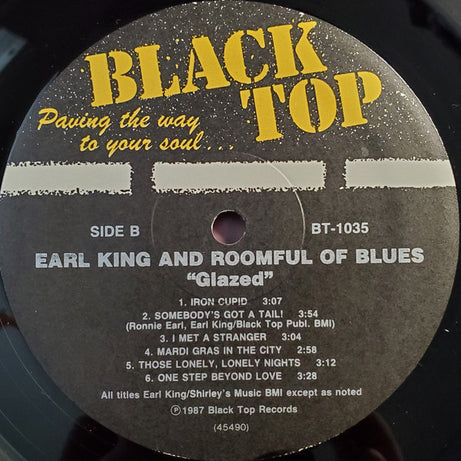 BLACK
TOP
Paving the way
to your soul...
SIDE B BT-1035
EARL KING AND ROOMFUL OF BLUES
"Glazed"
1. IRON CUPID 3:07
2. SOMEBODY'S GOT A TAIL! 3:54
(Ronnie Earl, Earl King/Black Top Publ. BMI)
3. I MET A STRANGER 3:04
4. MARDI GRAS IN THE CITY 2:58
5. THOSE LONELY, LONELY NIGHTS 3:12
6. ONE STEP BEYOND LOVE 3:28
All titles Earl King/Shirley's Music BMI except as noted
Ⓟ 1987 Black Top Records
(45490)